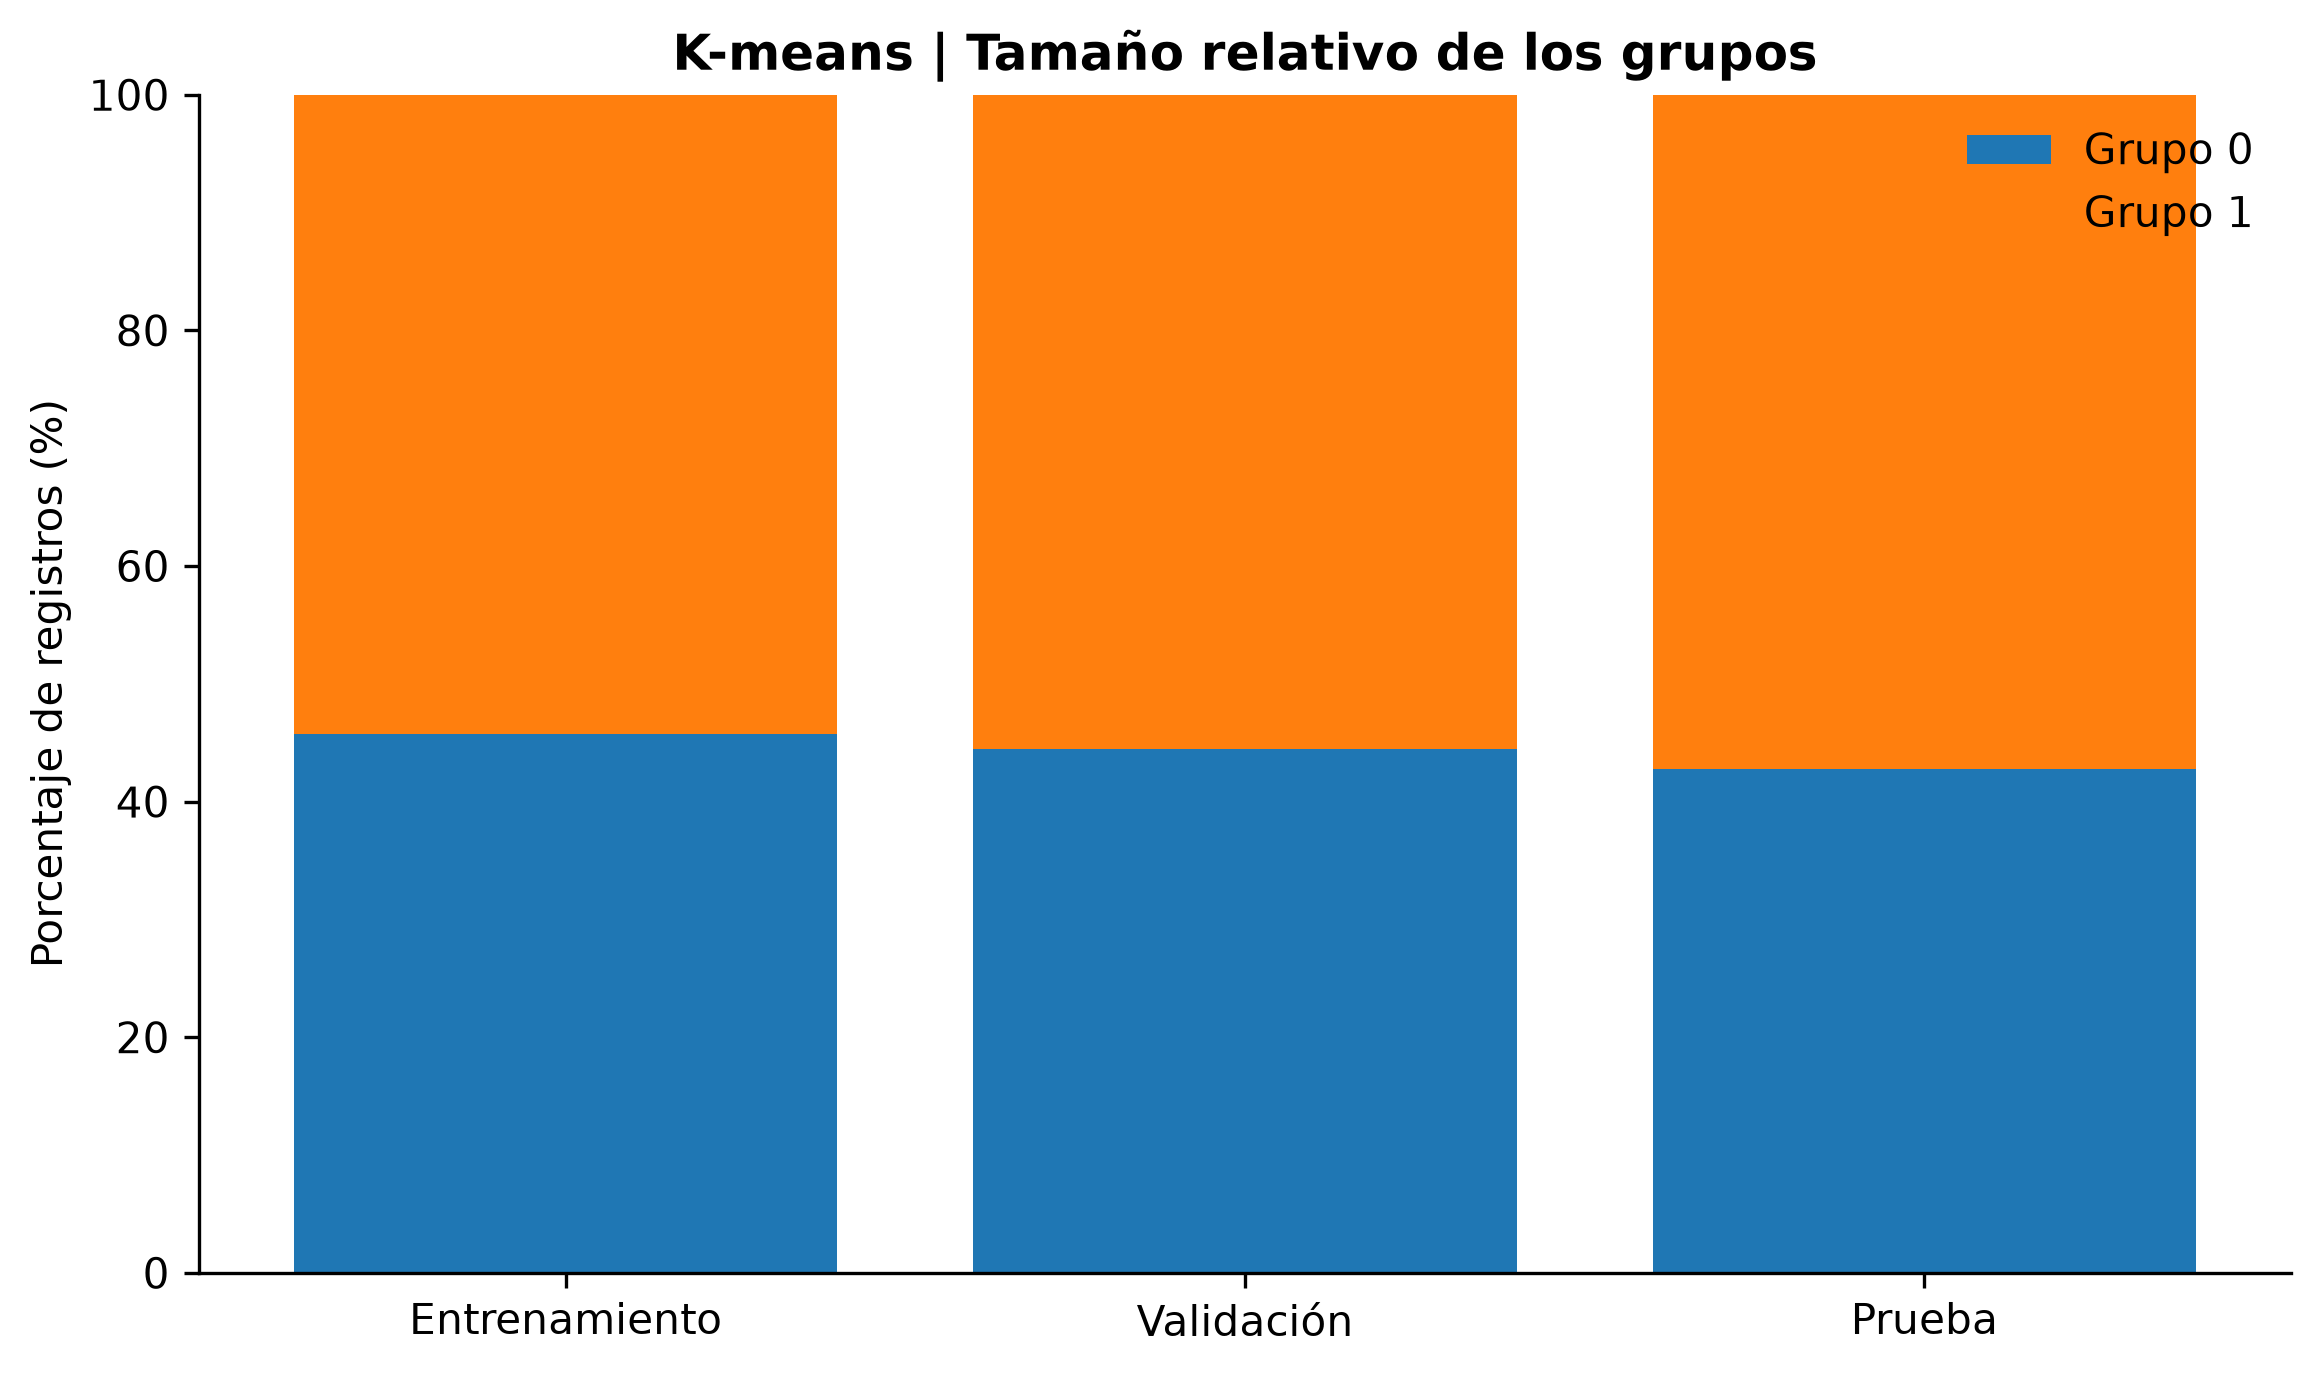 K-means | Tamaño relativo de los grupos
Porcentaje de registros (%)
100
80
60
40
20
0
Grupo 0
Grupo 1
Entrenamiento
Validación
Prueba